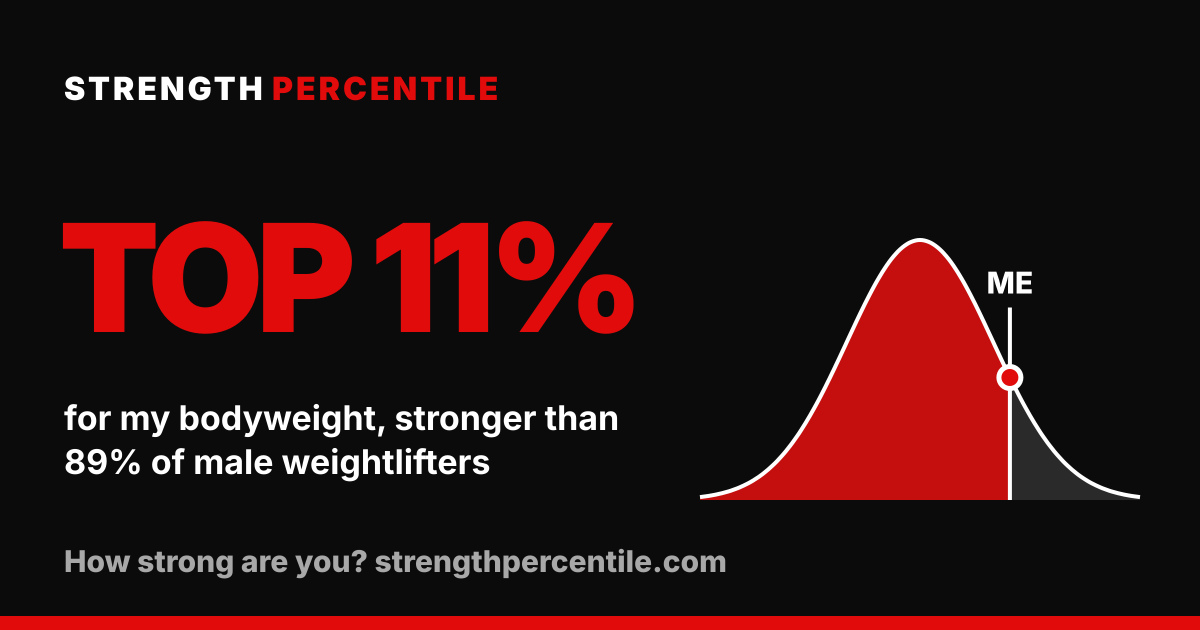 STRENGTH PERCENTILE
TOP 11%
ME
for my bodyweight, stronger than
89% of male weightlifters
How strong are you? strengthpercentile.com